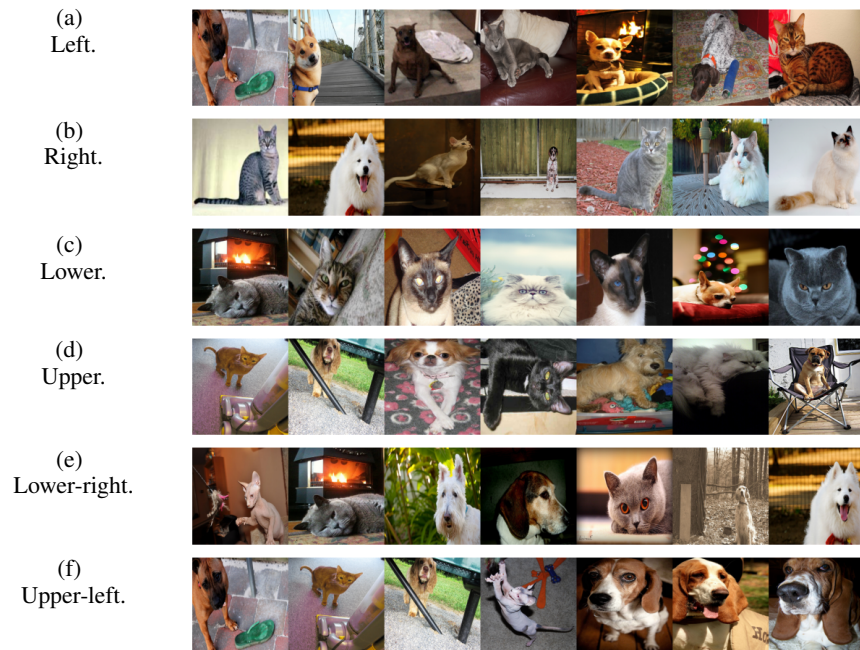 (a)
Left.
(b)
Right.
(c)
Lower.
(d)
Upper.
(e)
Lower-right.
(f)
Upper-left.